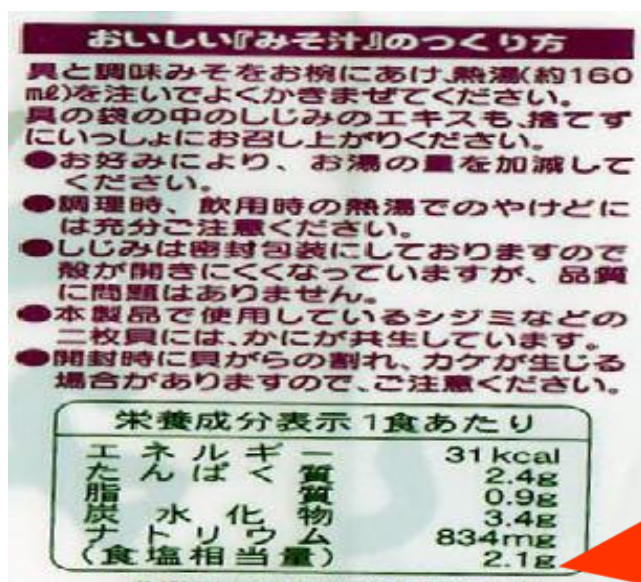 おいしい『みそ汁』のつくり方
具と調味みそをお椀にあけ、熱湯(約160
mℓ)を注いでよくかきまぜてください。
具の袋の中のしじみのエキスも、捨てず
にいっしょにお召し上がりください。
●お好みにより、お湯の量を加減して
ください。
●調理時、飲用時の熱湯でのやけどに
は充分ご注意ください。
●しじみは密封包装にしておりますので
殻が開きにくくなっていますが、品質
に問題はありません。
●本製品で使用しているシジミなどの
二枚貝には、かにが共生しています。
●開封時に貝がらの割れ、カケが生じる
場合がありますので、ご注意ください。
栄養成分表示 1食あたり
エネルギー 31kcal
たんぱく質 2.4g
脂質 0.9g
炭水化物 3.4g
ナトリウム 834mg
(食塩相当量) 2.1g